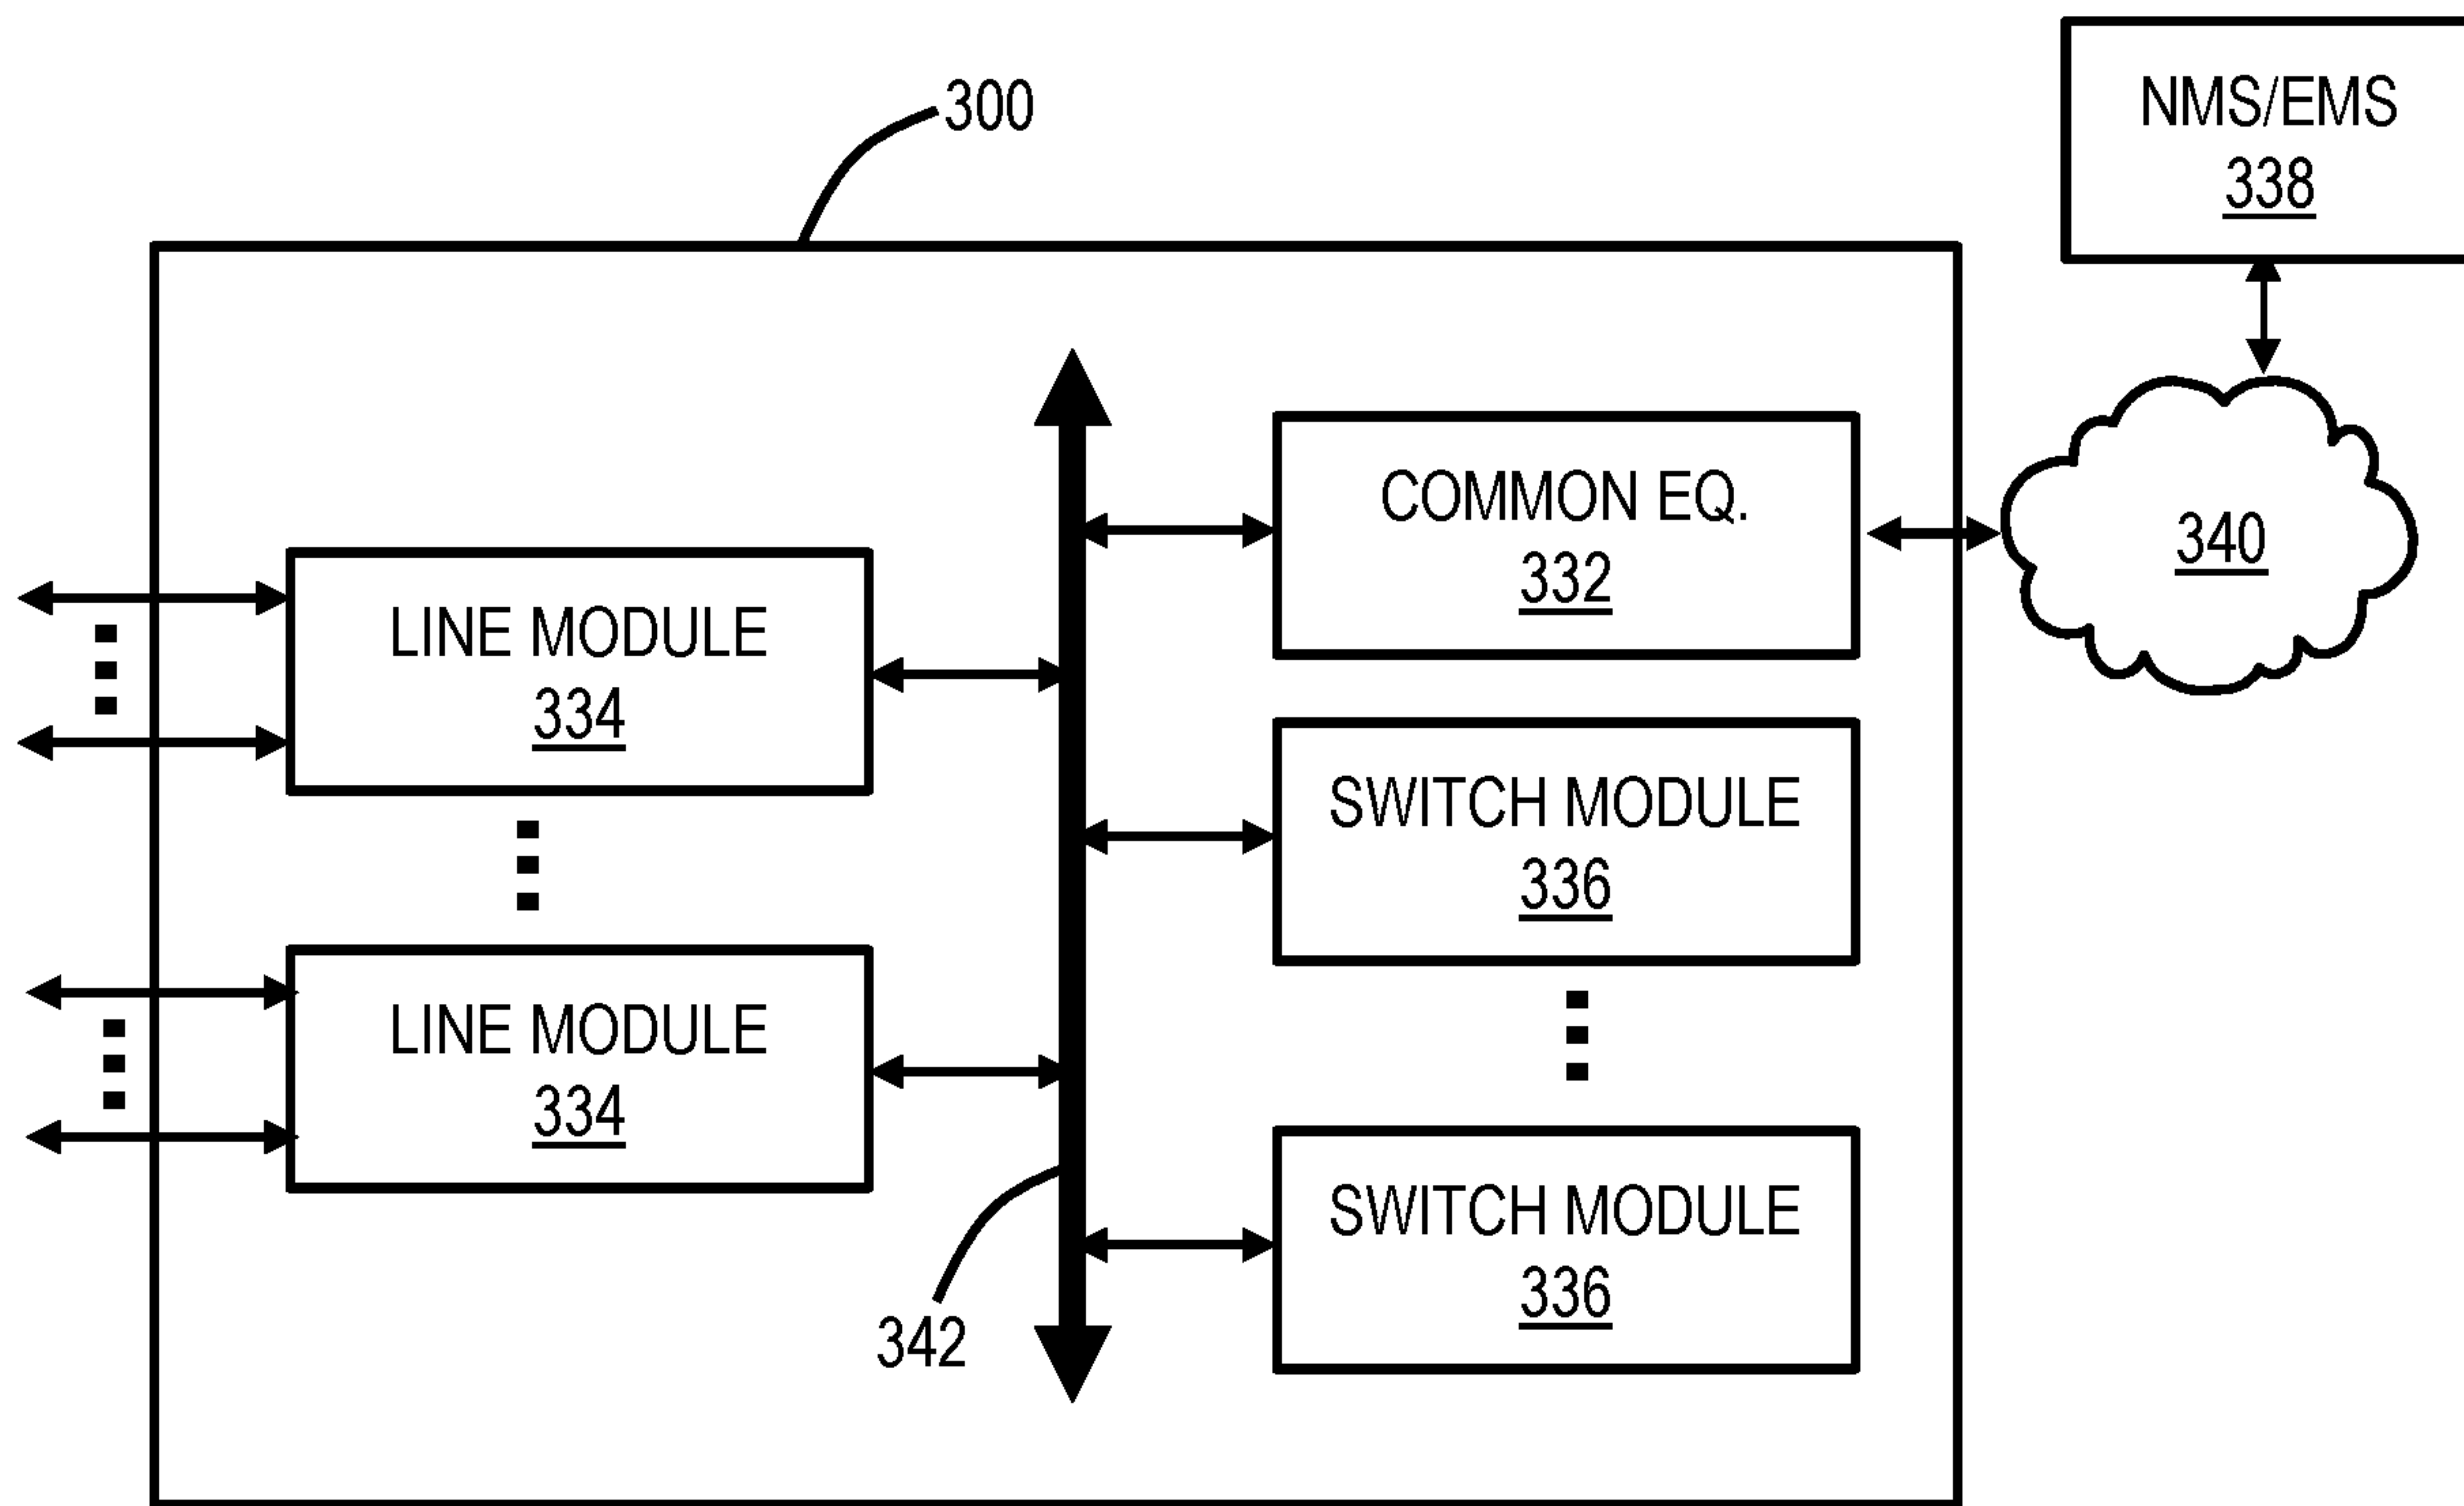 300
NMS/EMS
338
COMMON EQ.
332
340
LINE MODULE
334
SWITCH MODULE
336
LINE MODULE
334
SWITCH MODULE
336
342